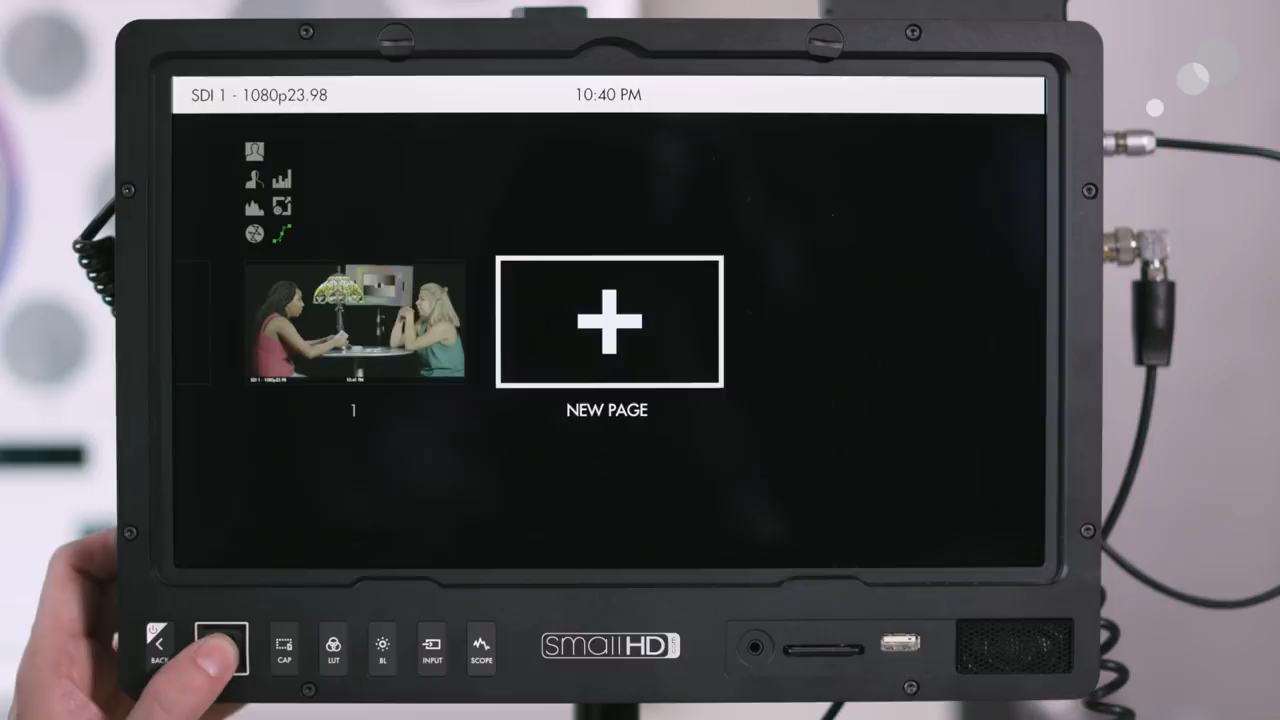 SDI 1 - 1080p23.98
10:40 PM
1
NEW PAGE
BACK
CAP
LUT
BL
INPUT
SCOPE
smallHD